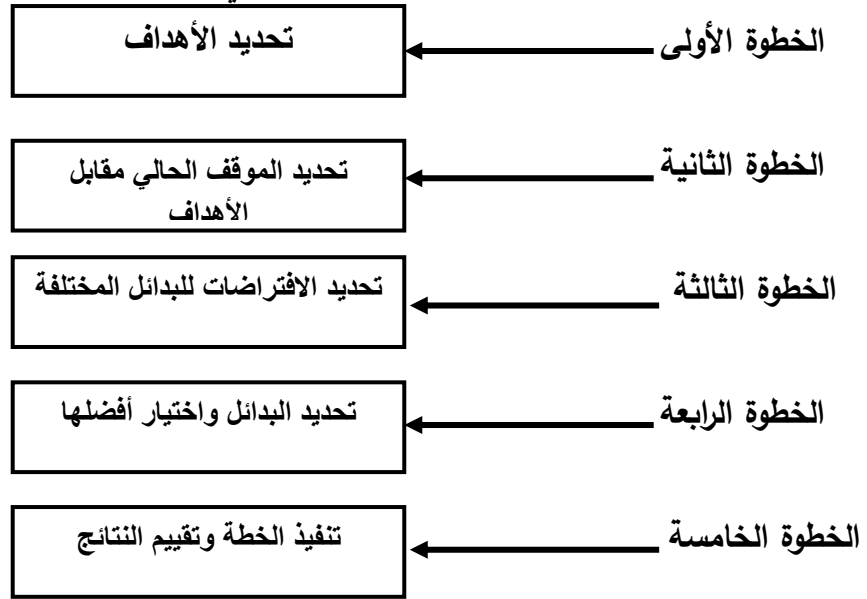 الخطوة الأولى
تحديد الأهداف
الخطوة الثانية
تحديد الموقف الحالي مقابل
الأهداف
الخطوة الثالثة
تحديد الافتراضات للبدائل المختلفة
الخطوة الرابعة
تحديد البدائل واختيار أفضلها
الخطوة الخامسة
تنفيذ الخطة وتقييم النتائج